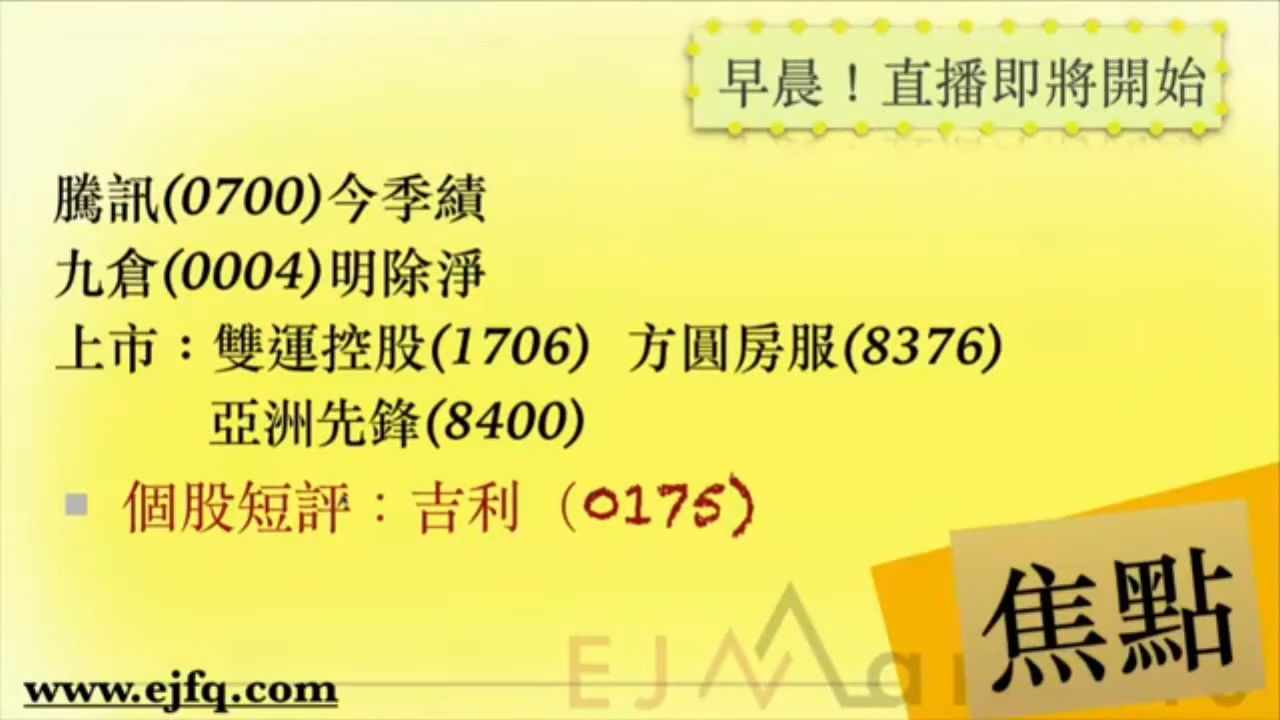 早晨！直播即將開始
騰訊(0700)今季績
九倉(0004)明除淨
上市：雙運控股(1706) 方圓房服(8376)
亞洲先鋒(8400)
個股短評：吉利（0175）
焦點
www.ejfq.com
EJ